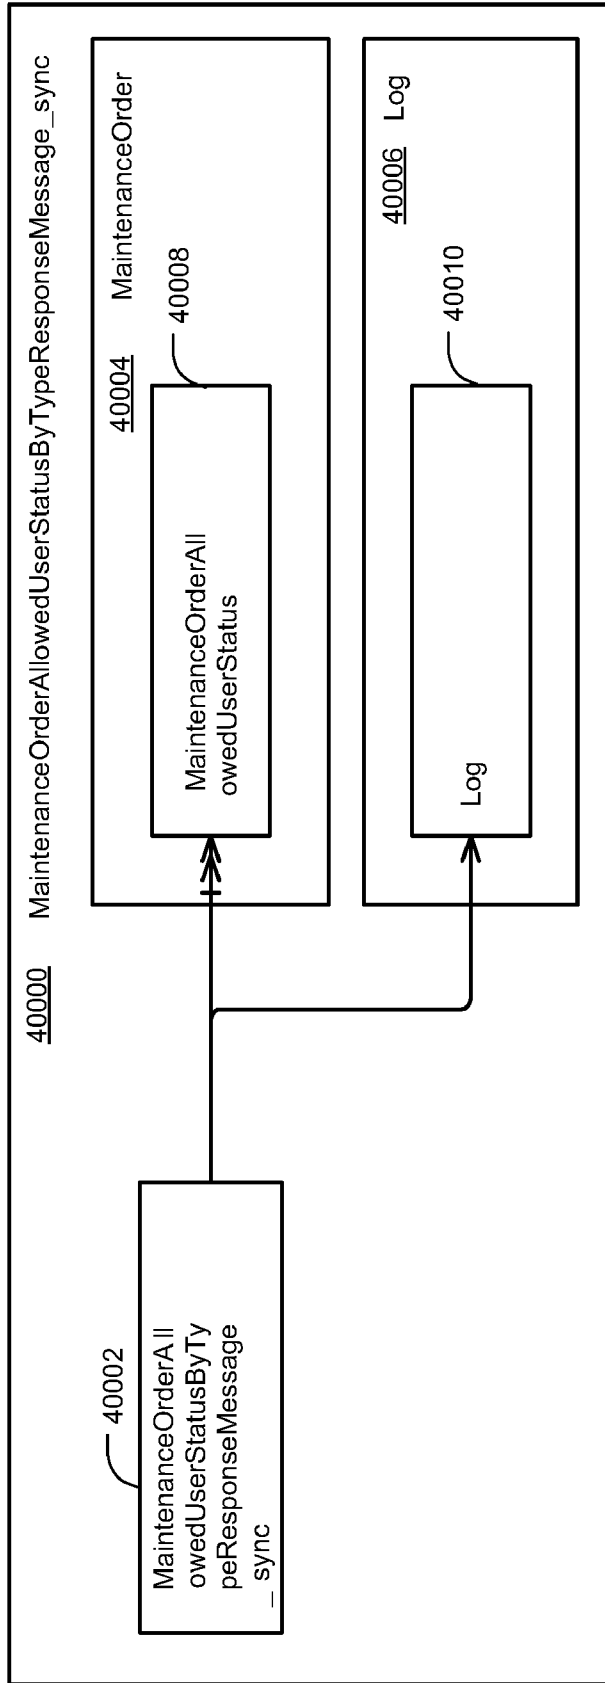 40000 MaintenanceOrderAllowedUserStatusByTypeResponseMessage_sync
40002
MaintenanceOrderAll
owedUserStatusByTy
peResponseMessage
_sync
40004 MaintenanceOrder
40008
MaintenanceOrderAll
owedUserStatus
40006 Log
40010
Log